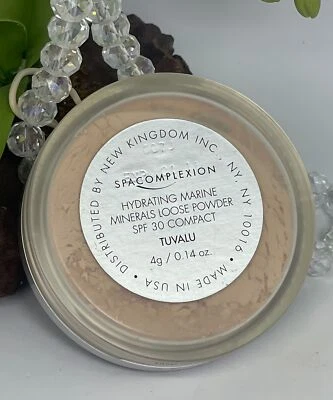 SPACOMPLEXION
HYDRATING MARINE
MINERALS LOOSE POWDER
SPF 30 COMPACT
TUVALU
4g / 0.14 oz.
• DISTRIBUTED BY NEW KINGDOM INC., NY NY 10016 • MADE IN USA